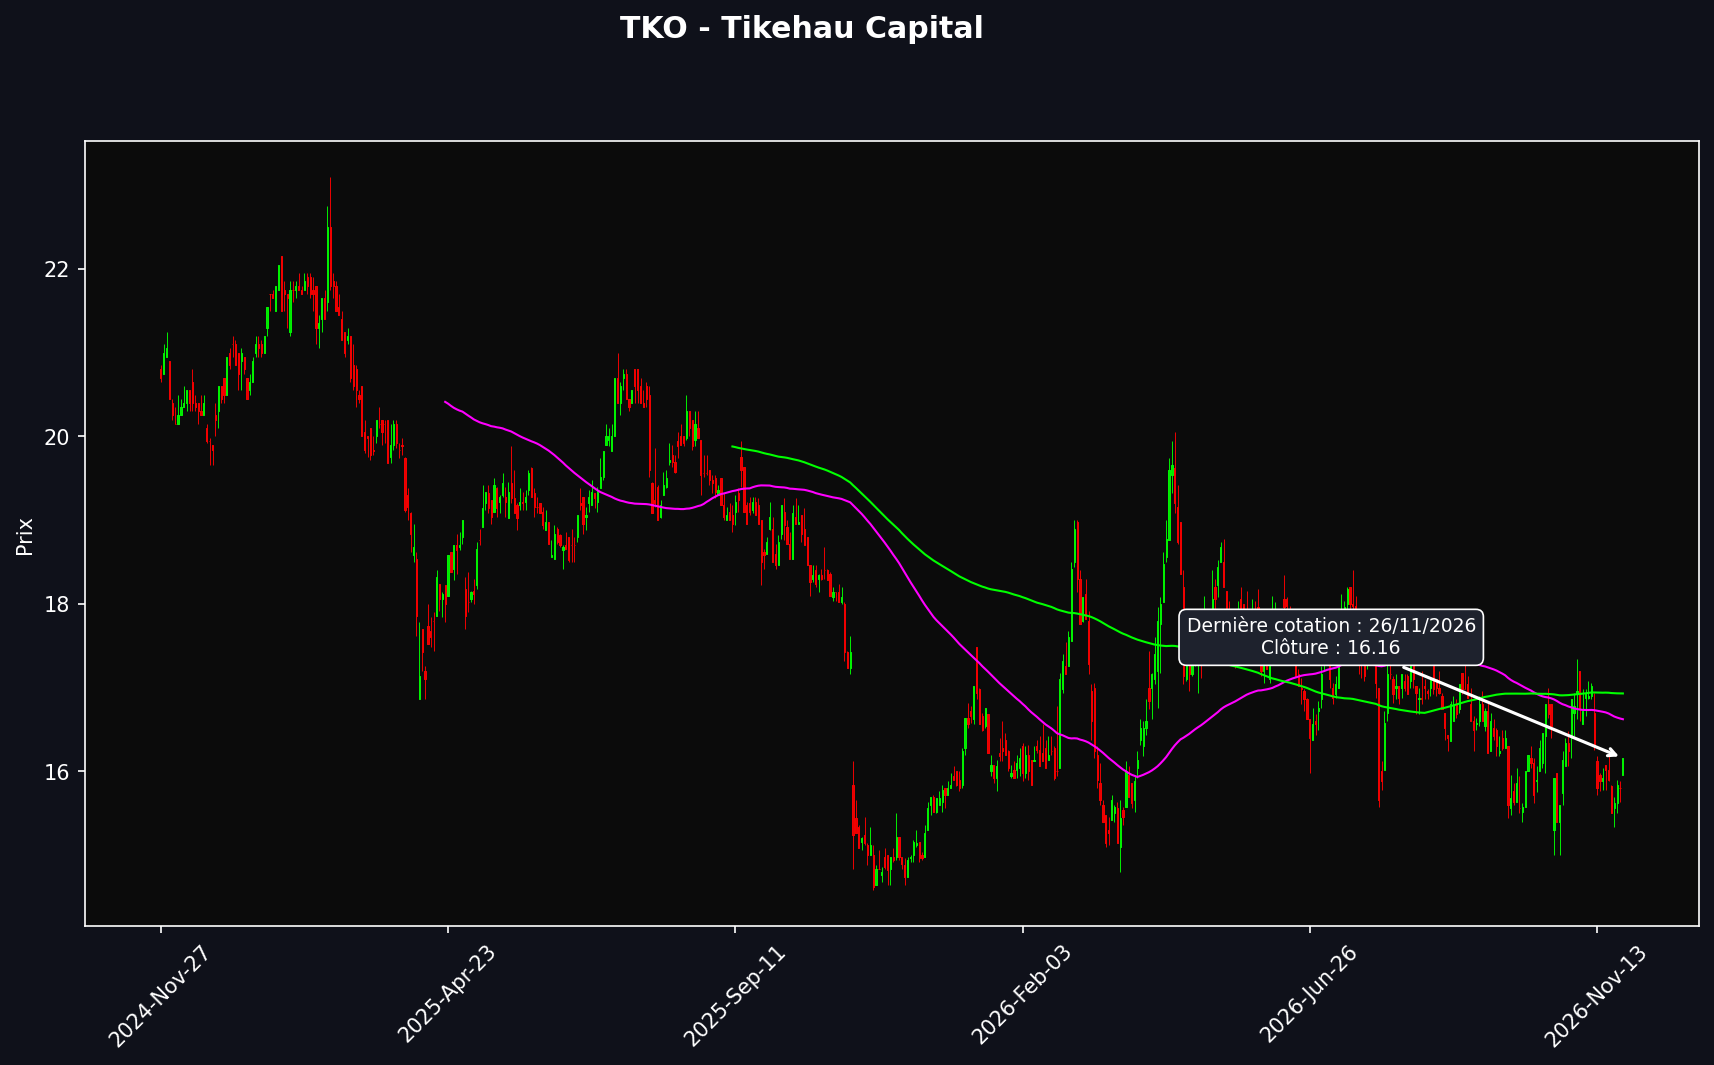 TKO - Tikehau Capital
Prix
22
20
18
16
Dernière cotation : 26/11/2026
Clôture : 16.16
2024-Nov-27
2025-Apr-23
2025-Sep-11
2026-Feb-03
2026-Jun-26
2026-Nov-13